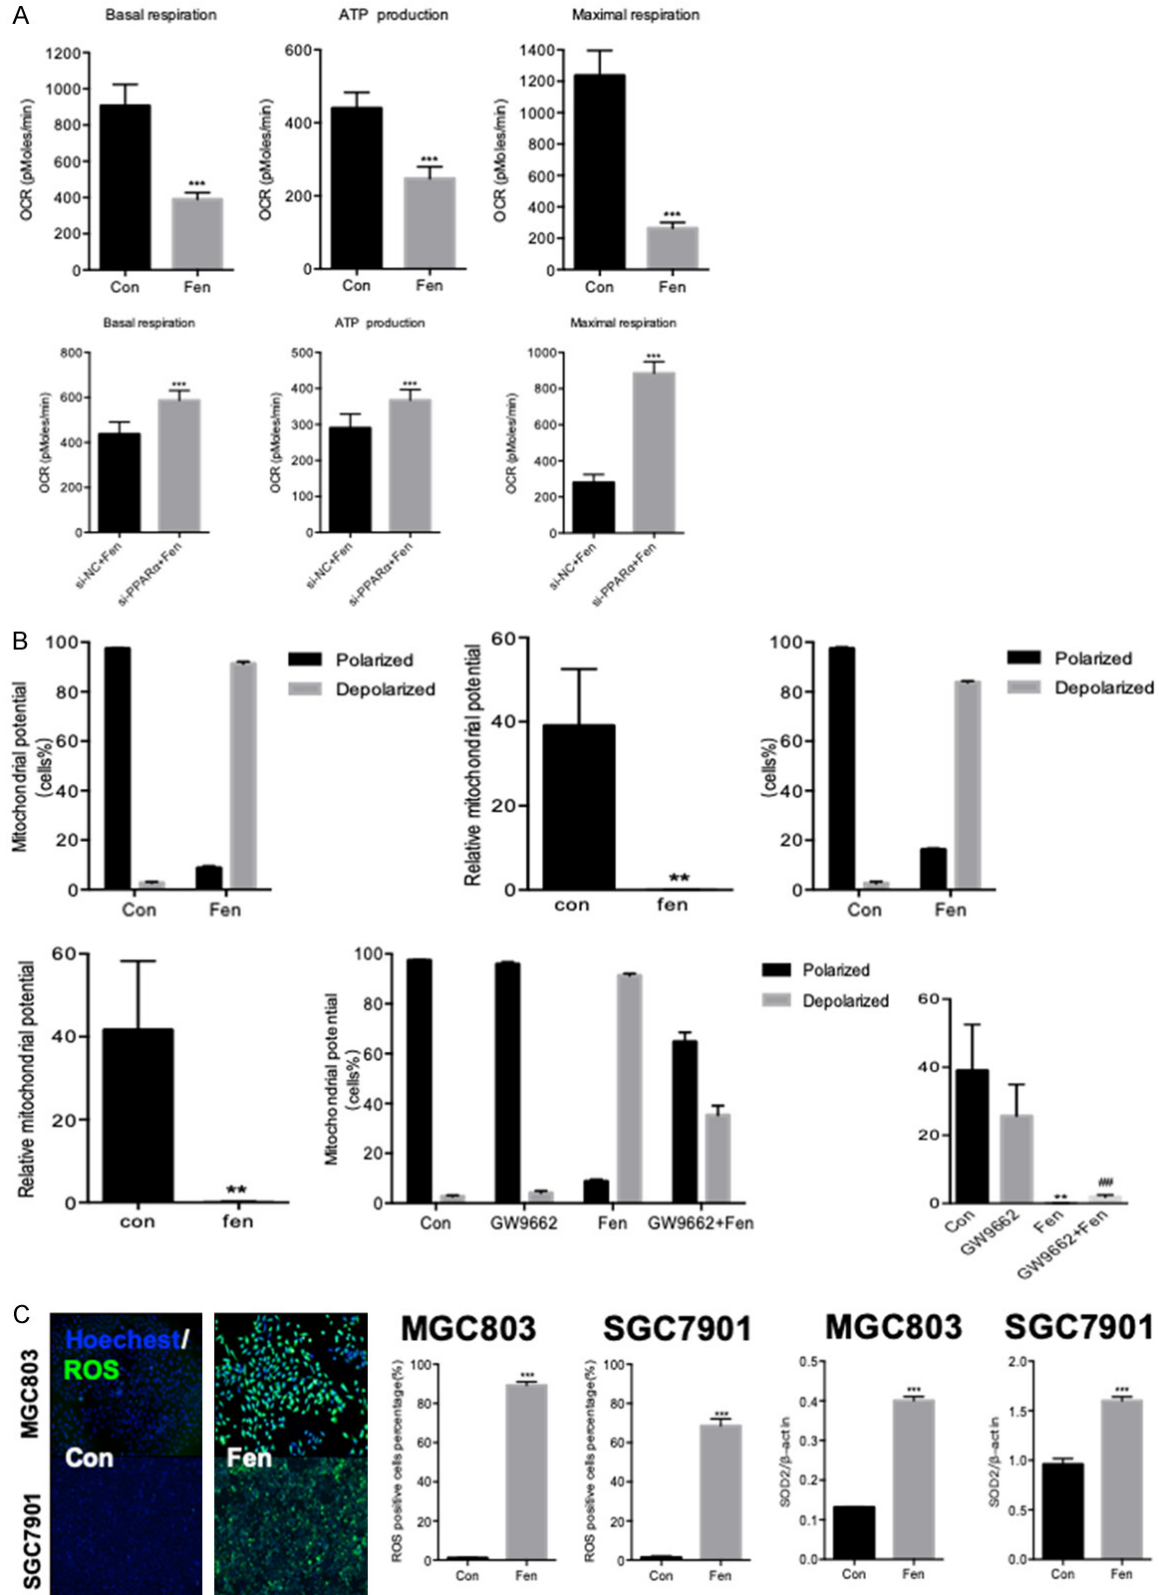 A
Basal respiration
ATP production
Maximal respiration
OCR (pMoles/min)
1200
1000
800
600
400
200
0
***
Con
Fen
OCR (pMoles/min)
600
400
200
0
***
Con
Fen
OCR (pMoles/min)
1400
1200
1000
800
600
400
200
0
***
Con
Fen
Basal respiration
ATP production
Maximal respiration
OCR (pMoles/min)
800
600
400
200
0
***
si-NC+Fen
si-PPARα+Fen
OCR (pMoles/min)
500
400
300
200
100
0
***
si-NC+Fen
si-PPARα+Fen
OCR (pMoles/min)
1000
800
600
400
200
0
***
si-NC+Fen
si-PPARα+Fen
B
Mitochondrial potential
(cells%)
100
80
60
40
20
0
Con
Fen
Polarized
Depolarized
Relative mitochondrial potential
60
40
20
0
**
con
fen
(cells%)
100
80
60
40
20
0
Con
Fen
Polarized
Depolarized
Relative mitochondrial potential
60
40
20
0
**
con
fen
Mitochondrial potential
(cells%)
100
80
60
40
20
0
Con
GW9662
Fen
GW9662+Fen
Polarized
Depolarized
60
40
20
0
**
##
Con
GW9662
Fen
GW9662+Fen
C
MGC803
SGC7901
Hoechest/
ROS
Con
Fen
MGC803
ROS positive cells percentage(%)
100
80
60
40
20
0
***
Con
Fen
SGC7901
ROS positive cells percentage(%)
100
80
60
40
20
0
***
Con
Fen
MGC803
SOD2/β-actin
0.5
0.4
0.3
0.2
0.1
0.0
***
Con
Fen
SGC7901
SOD2/β-actin
2.0
1.5
1.0
0.5
0.0
***
Con
Fen